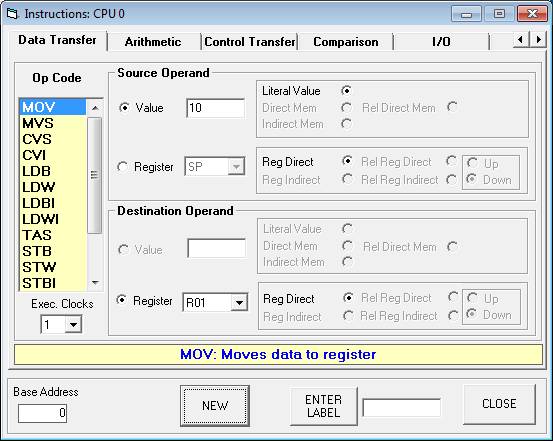 Instructions: CPU 0
Data Transfer Arithmetic Control Transfer Comparison I/O
Op Code
MOV
MVS
CVS
CVI
LDB
LDW
LDBI
LDWI
TAS
STB
STW
STBI
Exec. Clocks
1
Source Operand
Value 10
Literal Value
Direct Mem Rel Direct Mem
Indirect Mem
Register SP
Reg Direct Rel Reg Direct Up
Reg Indirect Rel Reg Indirect Down
Destination Operand
Value
Literal Value
Direct Mem Rel Direct Mem
Indirect Mem
Register R01
Reg Direct Rel Reg Direct Up
Reg Indirect Rel Reg Indirect Down
MOV: Moves data to register
Base Address
0
NEW
ENTER
LABEL
CLOSE